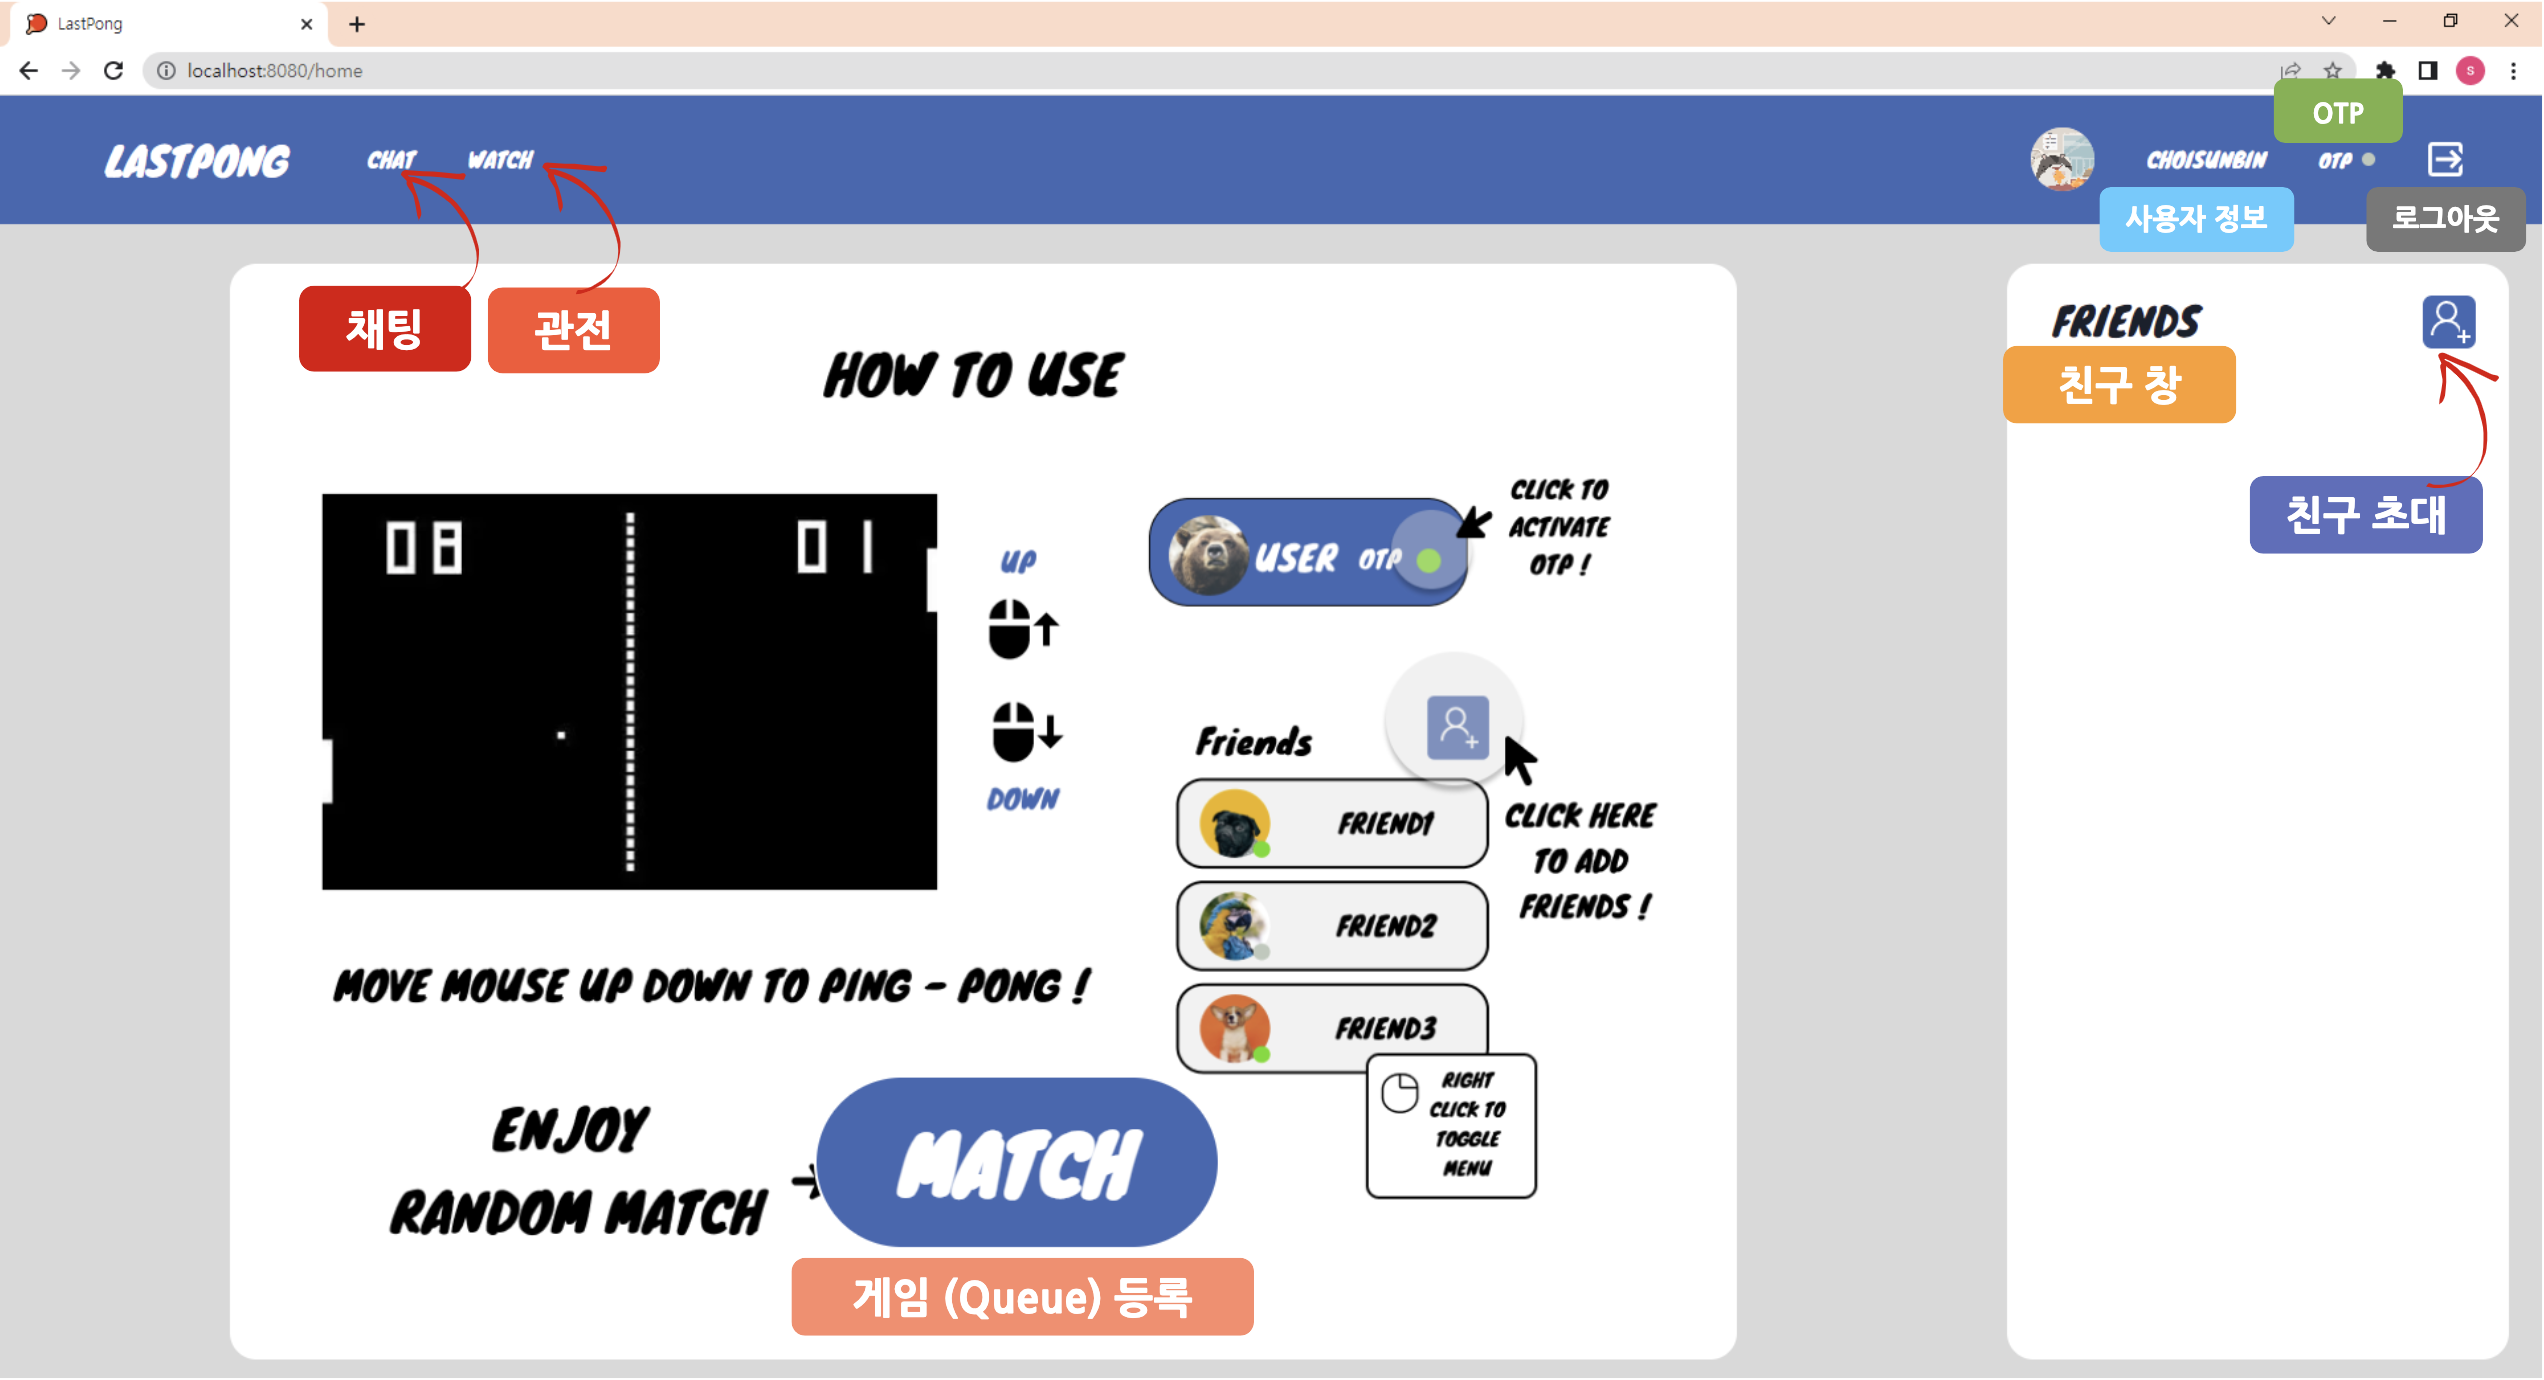 LastPong
localhost:8080/home
LASTPONG
CHAT
WATCH
CHOISUNBIN
OTP
OTP
사용자 정보
로그아웃
채팅
관전
HOW TO USE
08
01
UP
DOWN
MOVE MOUSE UP DOWN TO PING - PONG !
USER OTP
CLICK TO
ACTIVATE
OTP !
Friends
FRIEND1
FRIEND2
FRIEND3
CLICK HERE
TO ADD
FRIENDS !
RIGHT
CLICK TO
TOGGLE
MENU
ENJOY
RANDOM MATCH
MATCH
게임 (Queue) 등록
FRIENDS
친구 창
친구 초대
S